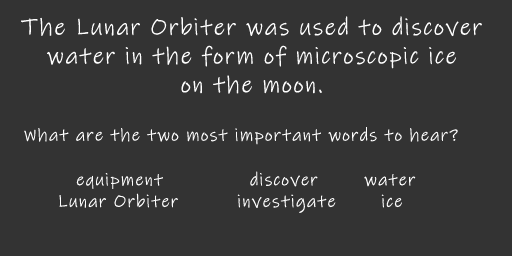 The Lunar Orbiter was used to discover
water in the form of microscopic ice
on the moon.
What are the two most important words to hear?
equipment discover water
Lunar Orbiter investigate ice